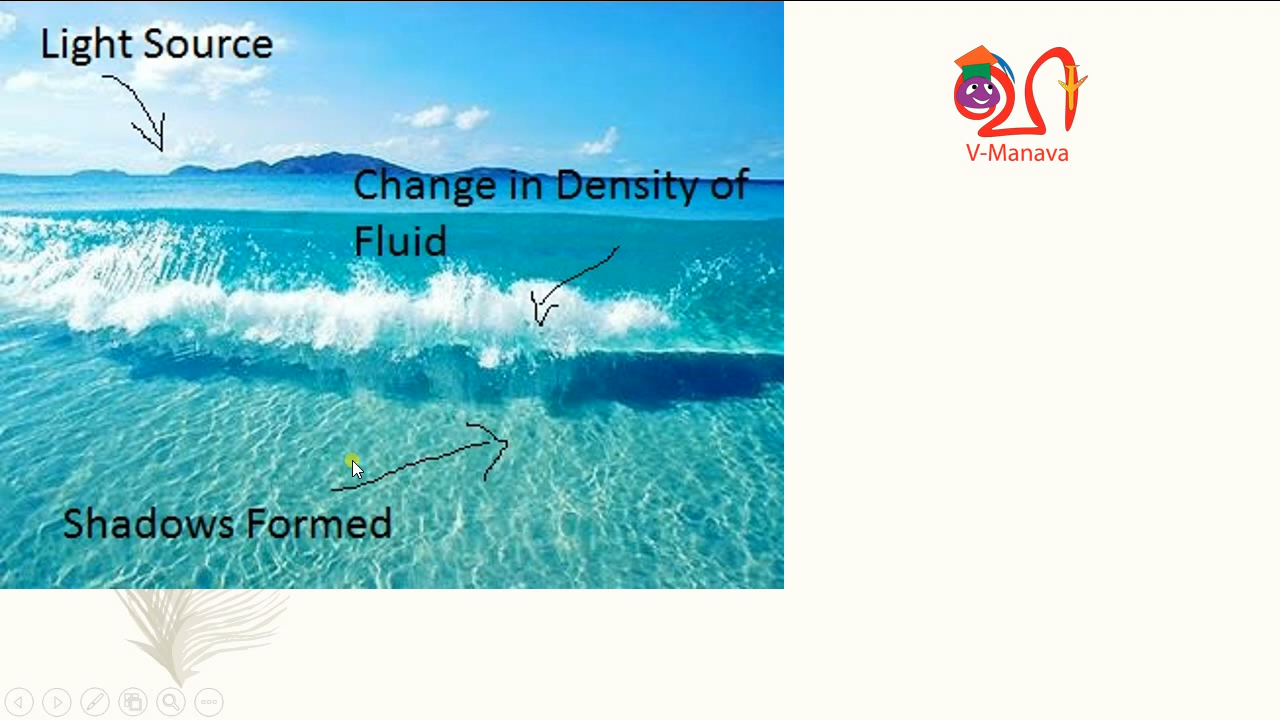 Light Source
Change in Density of
Fluid
Shadows Formed
V-Manava